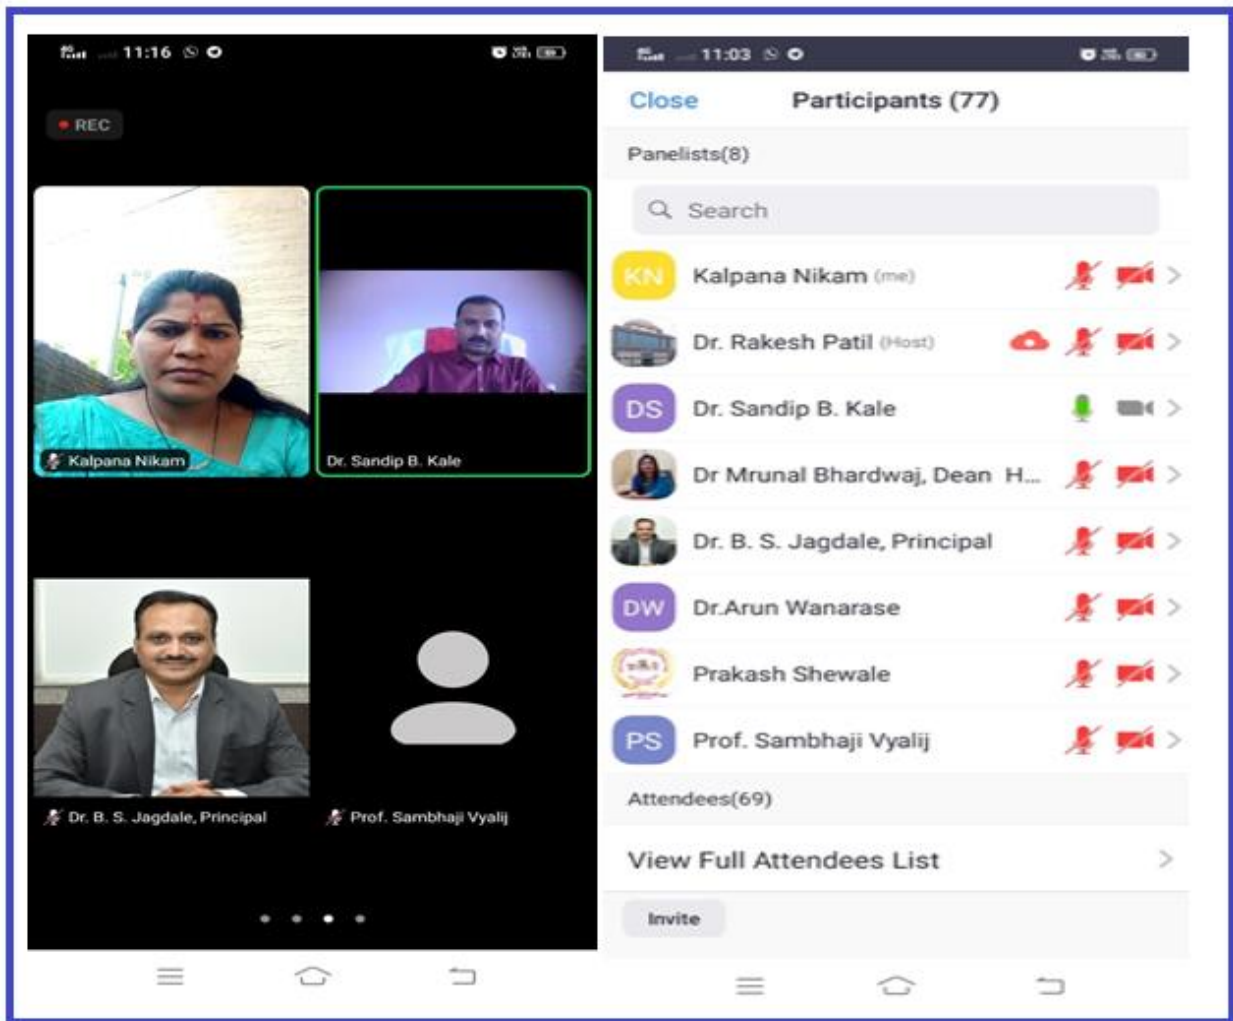 11:16
REC
Kalpana Nikam
Dr. Sandip B. Kale
Dr. B. S. Jagdale, Principal
Prof. Sambhaji Vyalij
11:03
Close
Participants (77)
Panelists(8)
Search
KN
Kalpana Nikam (me)
Dr. Rakesh Patil (Host)
DS
Dr. Sandip B. Kale
Dr Mrunal Bhardwaj, Dean H...
Dr. B. S. Jagdale, Principal
DW
Dr.Arun Wanarase
Prakash Shewale
PS
Prof. Sambhaji Vyalij
Attendees(69)
View Full Attendees List
Invite